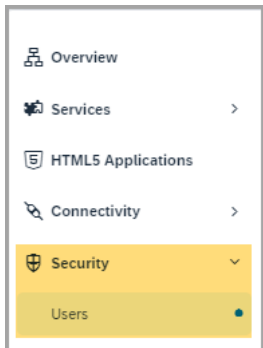 Overview
Services
HTML5 Applications
Connectivity
Security
Users